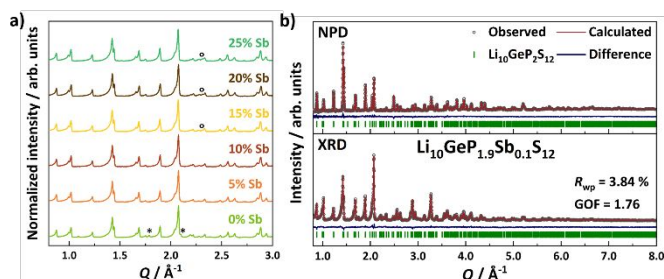 a)
Normalized intensity / arb. units
25% Sb
20% Sb
15% Sb
10% Sb
5% Sb
0% Sb
o
o
o
* *
1.0 1.5 2.0 2.5 3.0
Q / Å⁻¹
b)
Intensity/ arb. units
NPD
Observed Calculated
Li₁₀GeP₂S₁₂ Difference
XRD Li₁₀GeP₁.₉Sb₀.₁S₁₂
Rwp = 3.84 %
GOF = 1.76
1.0 2.0 3.0 4.0 5.0 6.0 7.0 8.0
Q / Å⁻¹